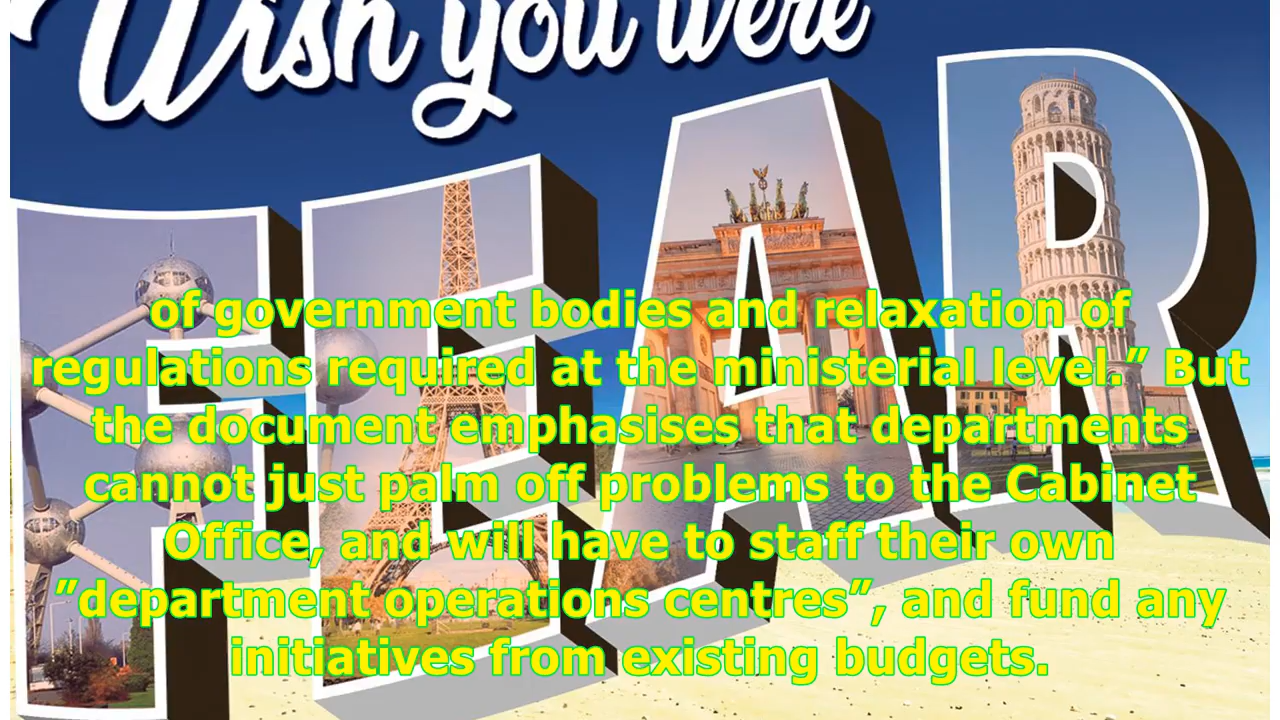 Wish you were
FEAR
of government bodies and relaxation of
regulations required at the ministerial level.” But
the document emphasises that departments
cannot just palm off problems to the Cabinet
Office, and will have to staff their own
”department operations centres”, and fund any
initiatives from existing budgets.